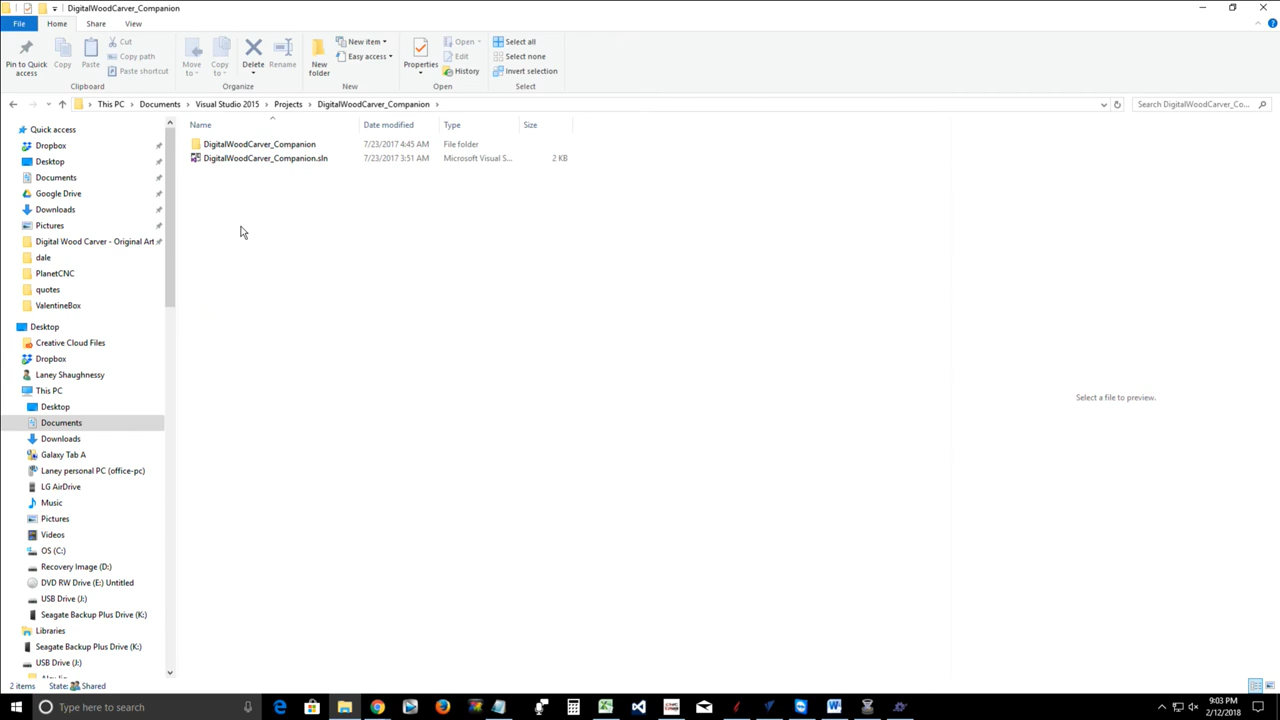 DigitalWoodCarver_Companion
File Home Share View
Pin to Quick access
Copy
Paste
Cut
Copy path
Paste shortcut
Clipboard
Move to
Copy to
Delete
Rename
Organize
New folder
New item
Easy access
New
Properties
Open
Edit
History
Open
Select all
Select none
Invert selection
Select
This PC > Documents > Visual Studio 2015 > Projects > DigitalWoodCarver_Companion >
Search DigitalWoodCarver_Co...
Name Date modified Type Size
DigitalWoodCarver_Companion 7/23/2017 4:45 AM File folder
DigitalWoodCarver_Companion.sln 7/23/2017 3:51 AM Microsoft Visual S... 2 KB
Quick access
Dropbox
Desktop
Documents
Google Drive
Downloads
Pictures
Digital Wood Carver - Original Art
dale
PlanetCNC
quotes
ValentineBox
Desktop
Creative Cloud Files
Dropbox
Laney Shaughnessy
This PC
Desktop
Documents
Downloads
Galaxy Tab A
Laney personal PC (office-pc)
LG AirDrive
Music
Pictures
Videos
OS (C:)
Recovery Image (D:)
DVD RW Drive (E:) Untitled
USB Drive (J:)
Seagate Backup Plus Drive (K:)
Libraries
Seagate Backup Plus Drive (K:)
USB Drive (J:)
Select a file to preview.
2 items State: Shared
Type here to search
9:03 PM
2/12/2018